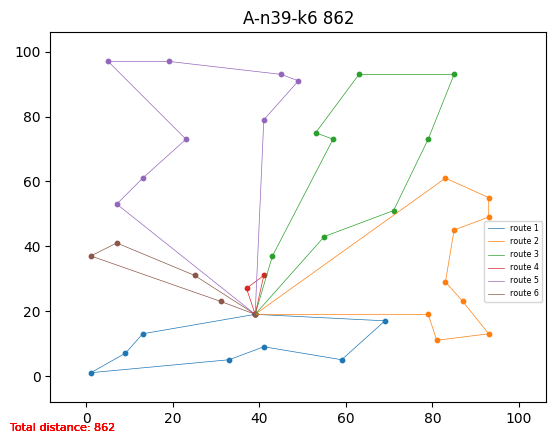 A-n39-k6 862
100
80
60
40
20
0
route 1
route 2
route 3
route 4
route 5
route 6
0 20 40 60 80 100
Total distance: 862